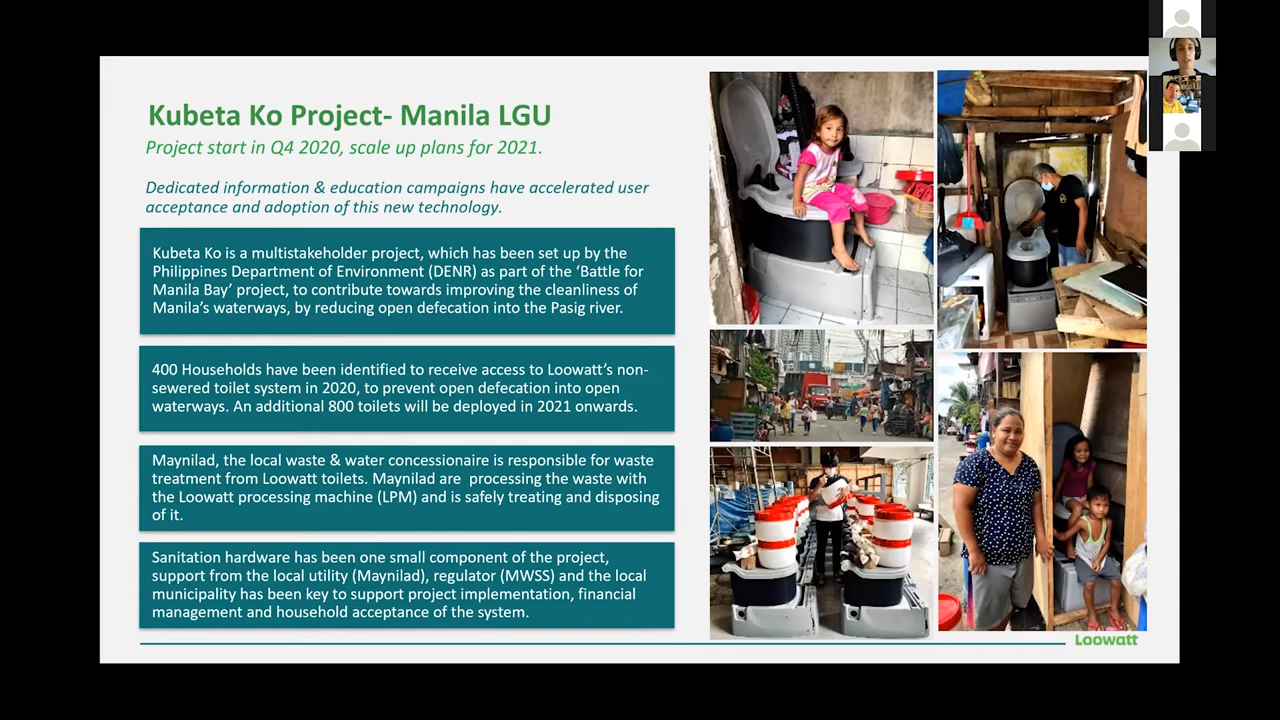 Kubeta Ko Project- Manila LGU
Project start in Q4 2020, scale up plans for 2021.
Dedicated information & education campaigns have accelerated user
acceptance and adoption of this new technology.
Kubeta Ko is a multistakeholder project, which has been set up by the
Philippines Department of Environment (DENR) as part of the 'Battle for
Manila Bay' project, to contribute towards improving the cleanliness of
Manila's waterways, by reducing open defecation into the Pasig river.
400 Households have been identified to receive access to Loowatt's non-
sewered toilet system in 2020, to prevent open defecation into open
waterways. An additional 800 toilets will be deployed in 2021 onwards.
Maynilad, the local waste & water concessionaire is responsible for waste
treatment from Loowatt toilets. Maynilad are  processing the waste with
the Loowatt processing machine (LPM) and is safely treating and disposing
of it.
Sanitation hardware has been one small component of the project,
support from the local utility (Maynilad), regulator (MWSS) and the local
municipality has been key to support project implementation, financial
management and household acceptance of the system.
Loowatt